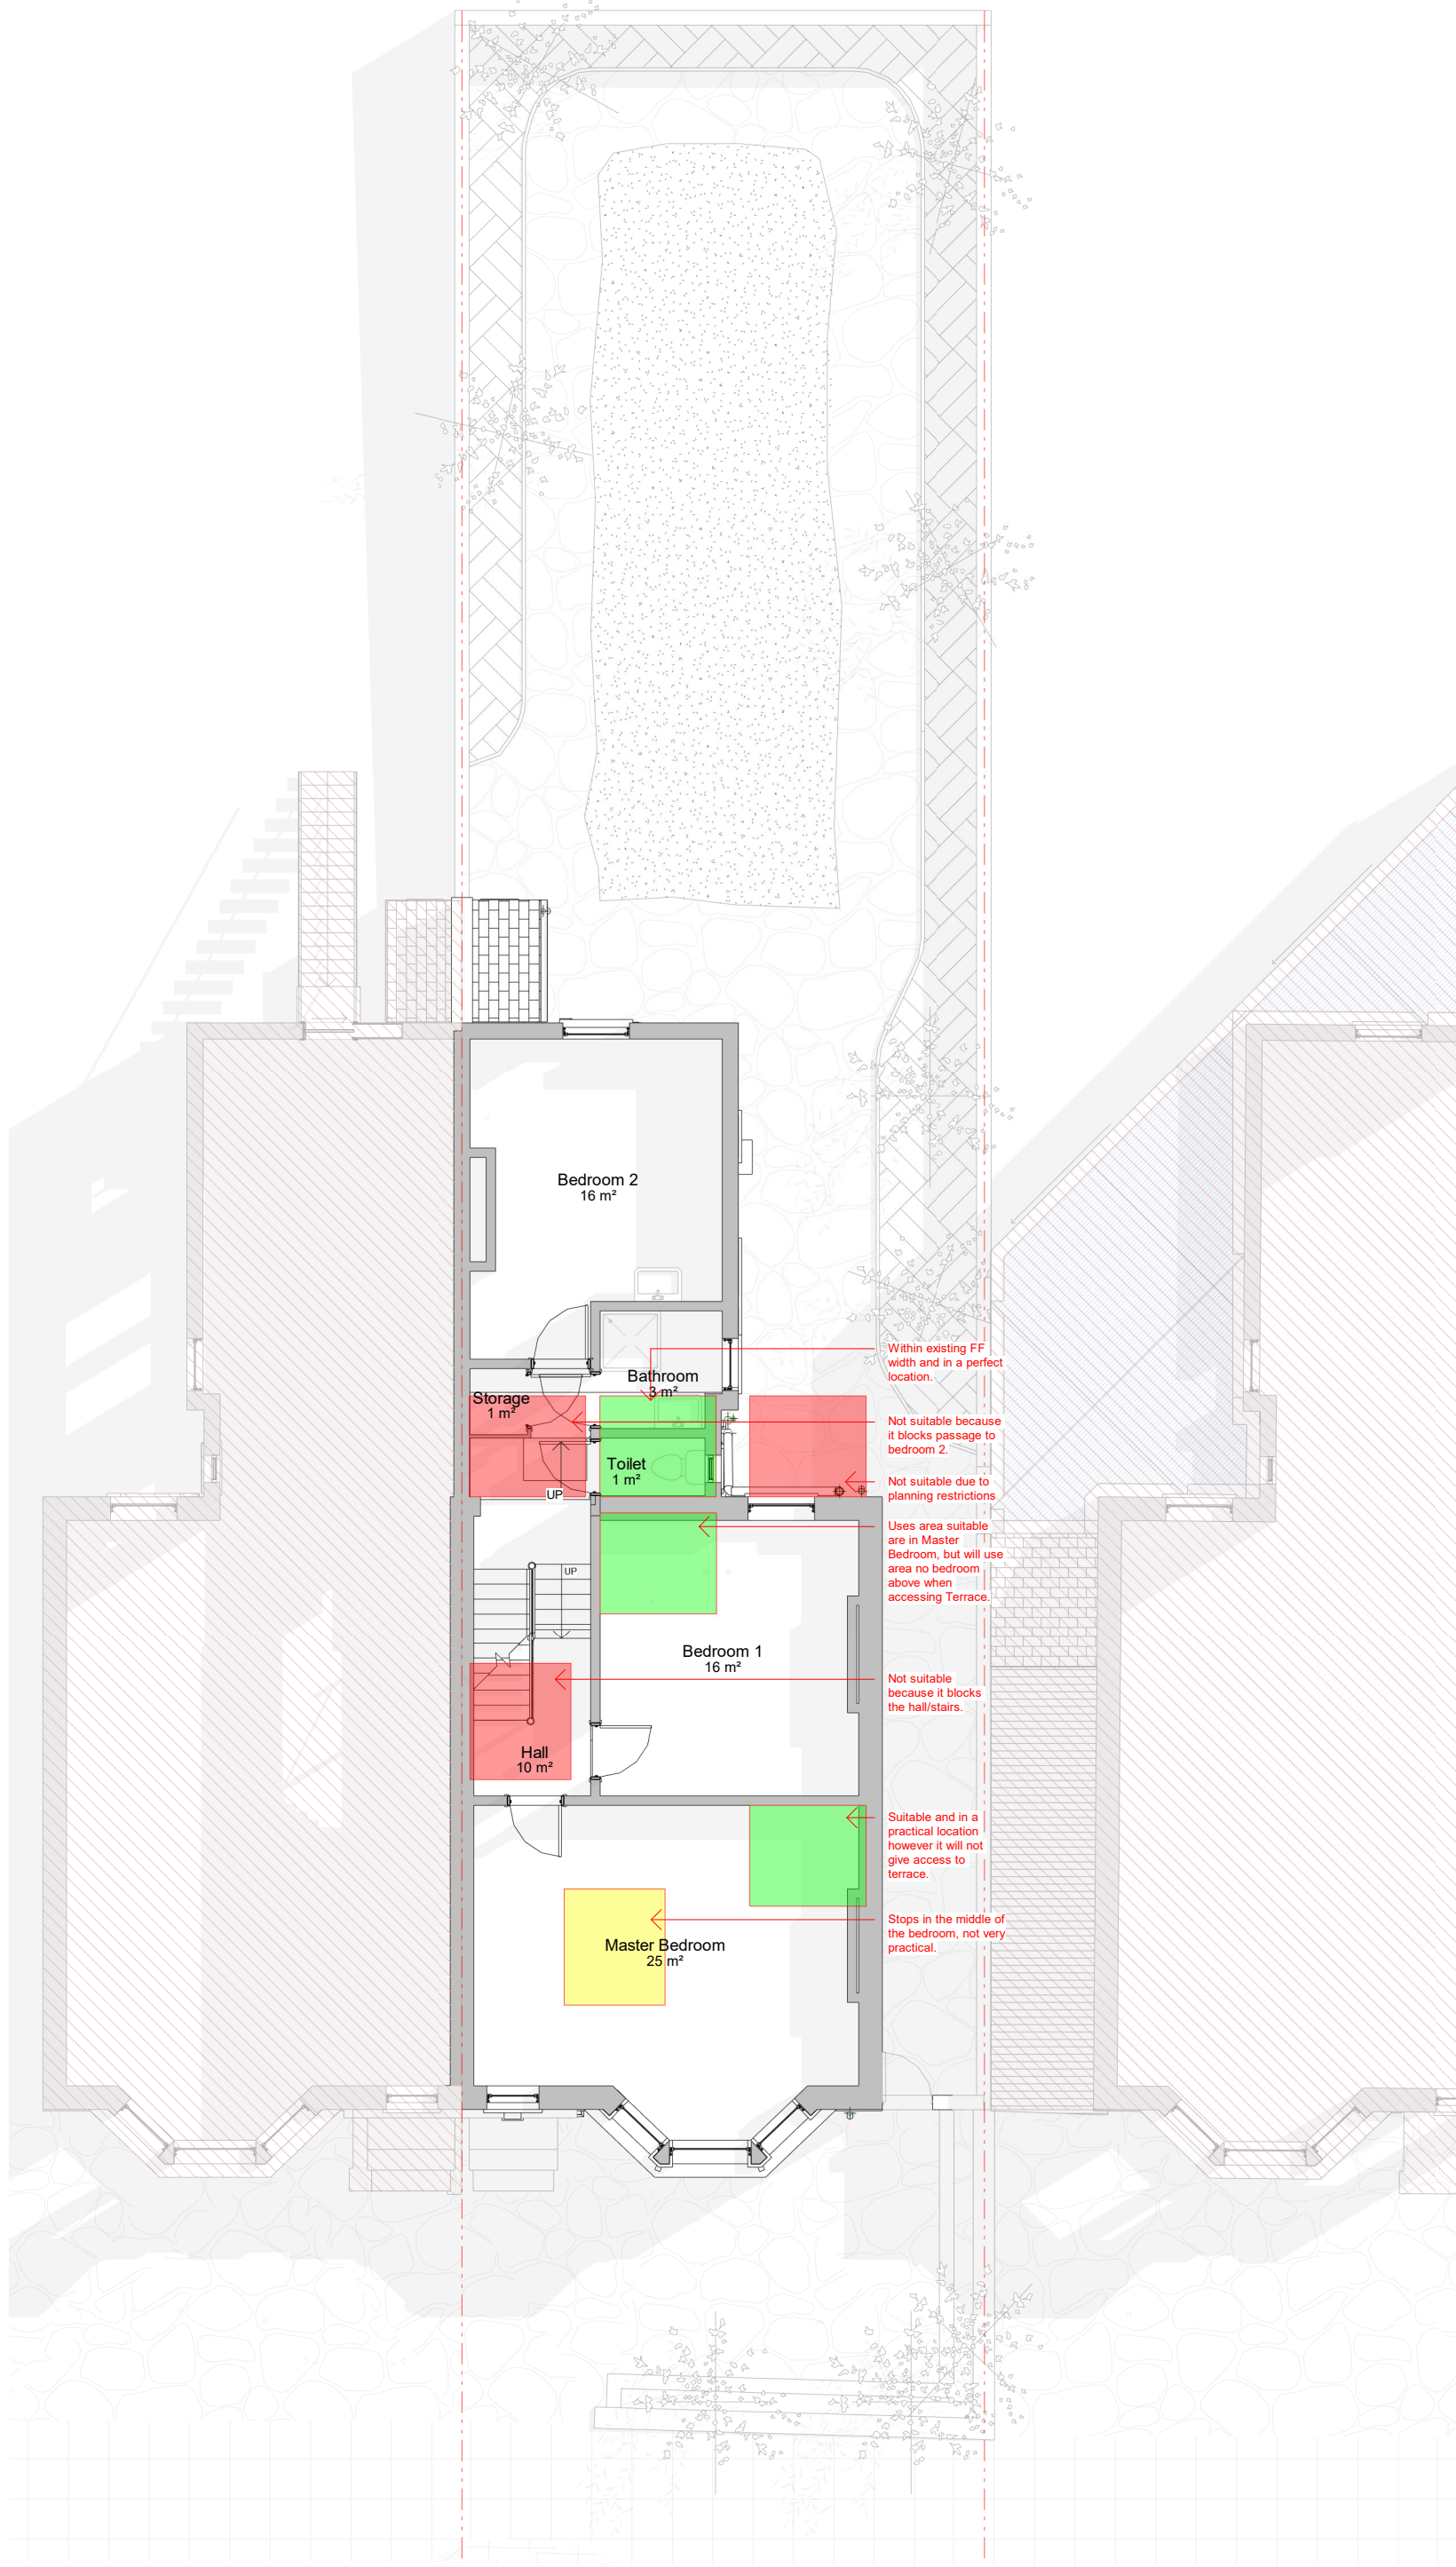 Bedroom 2
16 m²
Within existing FF
width and in a perfect
location.
Bathroom
3 m²
Storage
1 m²
Not suitable because
it blocks passage to
bedroom 2.
Toilet
1 m²
Not suitable due to
planning restrictions
UP
Uses area suitable
are in Master
Bedroom, but will use
area no bedroom
above when
accessing Terrace.
UP
Bedroom 1
16 m²
Not suitable
because it blocks
the hall/stairs.
Hall
10 m²
Suitable and in a
practical location
however it will not
give access to
terrace.
Stops in the middle of
the bedroom, not very
practical.
Master Bedroom
25 m²